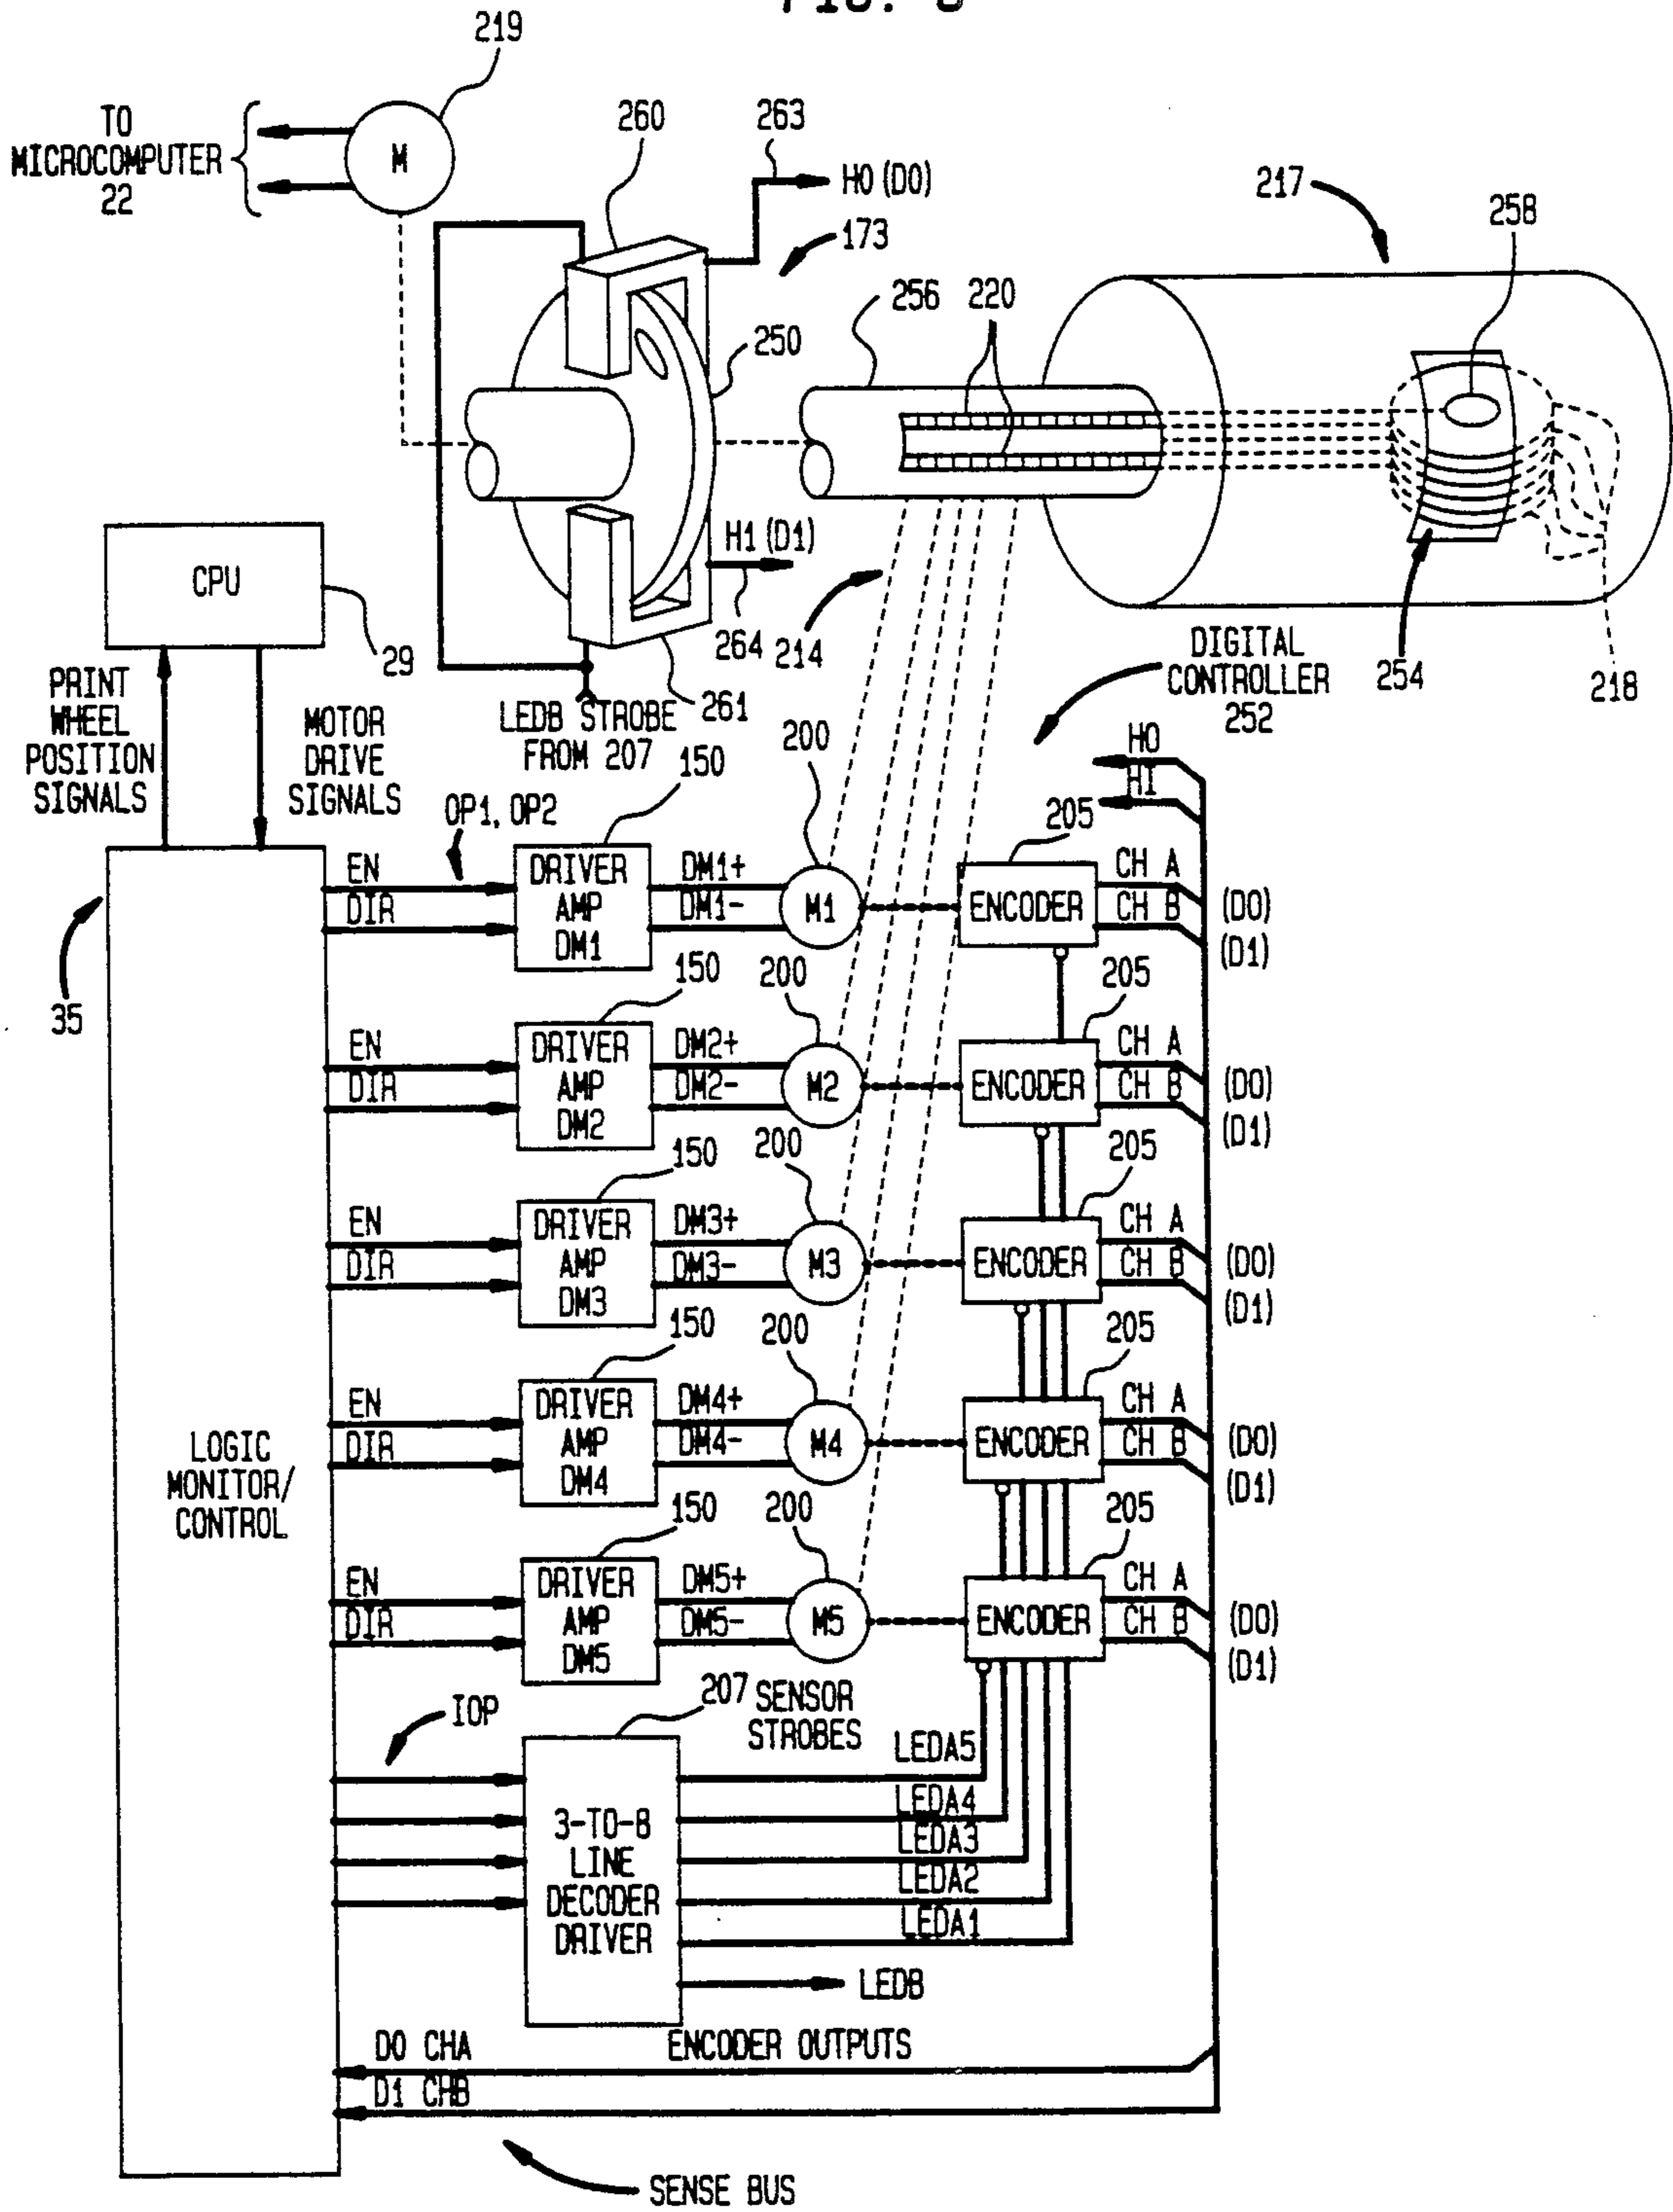 219
TO
MICROCOMPUTER
22
M
260
263
H0 (D0)
173
217
258
256
220
250
H1 (D1)
264
214
261
254
218
CPU
29
PRINT
WHEEL
POSITION
SIGNALS
MOTOR
DRIVE
SIGNALS
LEDB STROBE
FROM 207
DIGITAL
CONTROLLER
252
H0
HI
35
OP1, OP2
LOGIC
MONITOR/
CONTROL
150
200
205
EN
DIR
DRIVER
AMP
DM1
DM1+
DM1-
M1
ENCODER
CH A
CH B
(D0)
(D1)
150
200
205
EN
DIR
DRIVER
AMP
DM2
DM2+
DM2-
M2
ENCODER
CH A
CH B
(D0)
(D1)
150
200
205
EN
DIR
DRIVER
AMP
DM3
DM3+
DM3-
M3
ENCODER
CH A
CH B
(D0)
(D1)
150
200
205
EN
DIR
DRIVER
AMP
DM4
DM4+
DM4-
M4
ENCODER
CH A
CH B
(D0)
(D1)
150
200
205
EN
DIR
DRIVER
AMP
DM5
DM5+
DM5-
M5
ENCODER
CH A
CH B
(D0)
(D1)
IOP
207
SENSOR
STROBES
3-TO-8
LINE
DECODER
DRIVER
LEDA5
LEDA4
LEDA3
LEDA2
LEDA1
LEDB
D0 CHA
D1 CHB
ENCODER OUTPUTS
SENSE BUS